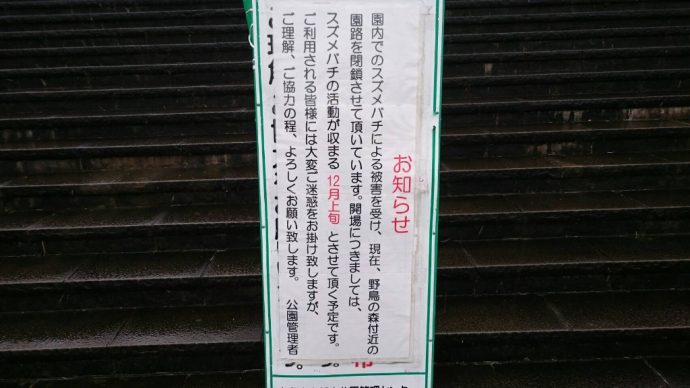 お知らせ
園内でのスズメバチによる被害を受け、現在、野鳥の森付近の
園路を閉鎖させて頂いています。開場につきましては、
スズメバチの活動が収まる 12月上旬 とさせて頂く予定です。
ご利用される皆様には大変ご迷惑をお掛け致しますが、
ご理解、ご協力の程、よろしくお願い致します。 公園管理者